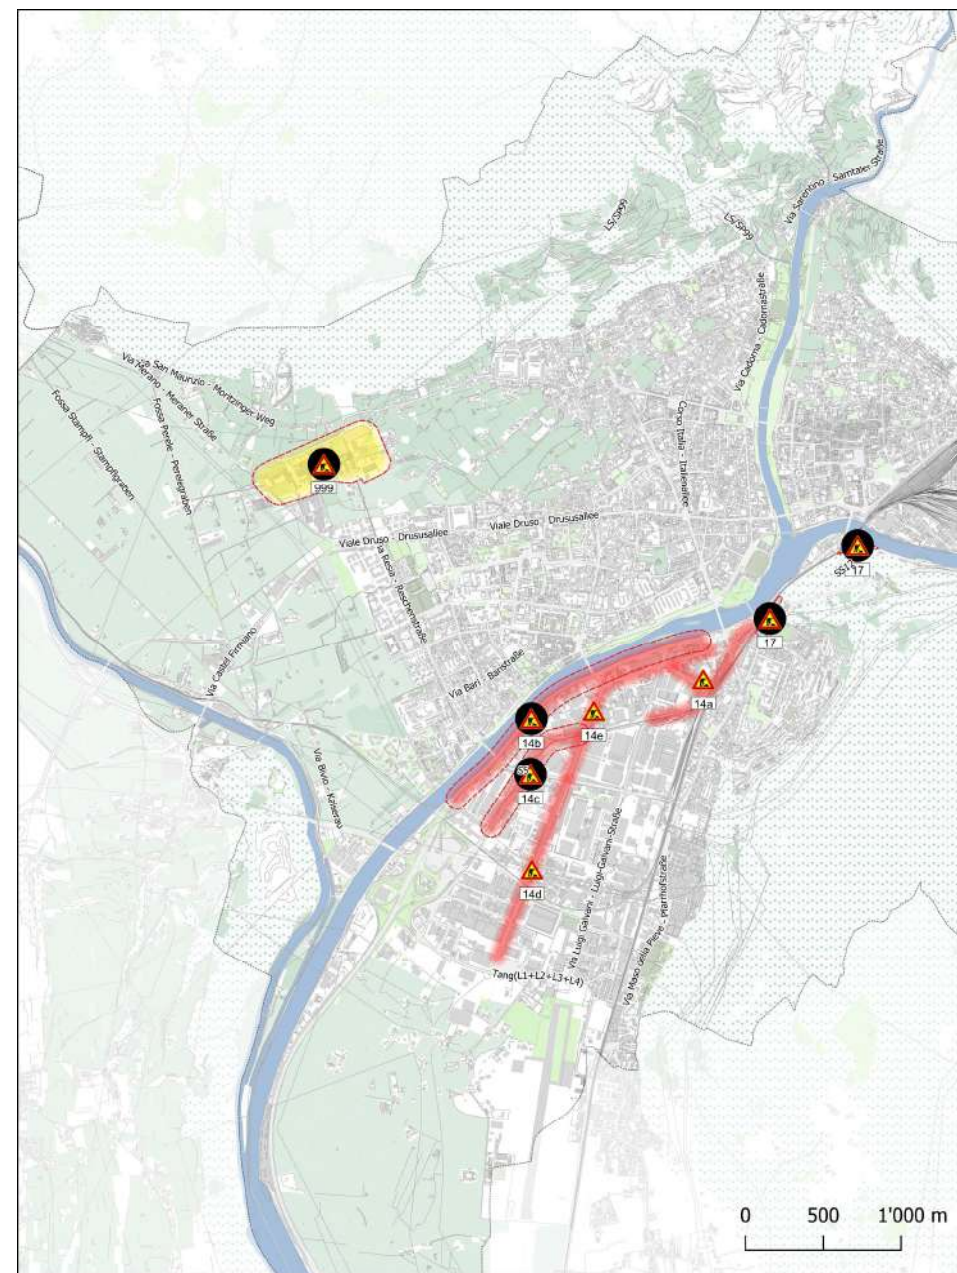 Via Sarentino - Sarntaler Straße
LS/SP99
LS/SP99
Via Cadorna - Cadornastraße
San Maurizio - Moritzinger Weg
Via Merano - Meraner Straße
Fossa Stampfl - Stampflgraben
Fossa Perele - Perelegraben
Corso Italia - Italienallee
999
Viale Druso - Drususallee
Viale Druso - Drususallee
Resia - Reschenstraße
SS12
17
17
Via Castel Firmiano
Via Bari - Baristraße
14a
14b
14e
14c
Via Bivio - Kaiserau
14d
Via Luigi Galvani - Luigi-Galvani-Straße
Via Maso della Pieve - Pfarrhofstraße
Tang(L1+L2+L3+L4)
0 500 1'000 m